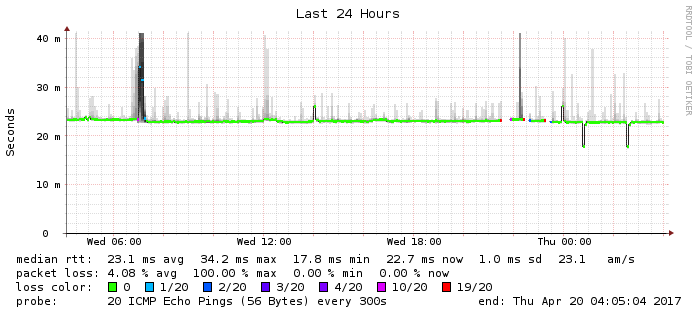 Last 24 Hours
RRDTOOL / TOBI OETIKER
Seconds
40 m
30 m
20 m
10 m
0
Wed 06:00 Wed 12:00 Wed 18:00 Thu 00:00
median rtt: 23.1 ms avg 34.2 ms max 17.8 ms min 22.7 ms now 1.0 ms sd 23.1 am/s
packet loss: 4.08 % avg 100.00 % max 0.00 % min 0.00 % now
loss color: 0 1/20 2/20 3/20 4/20 10/20 19/20
probe: 20 ICMP Echo Pings (56 Bytes) every 300s end: Thu Apr 20 04:05:04 2017